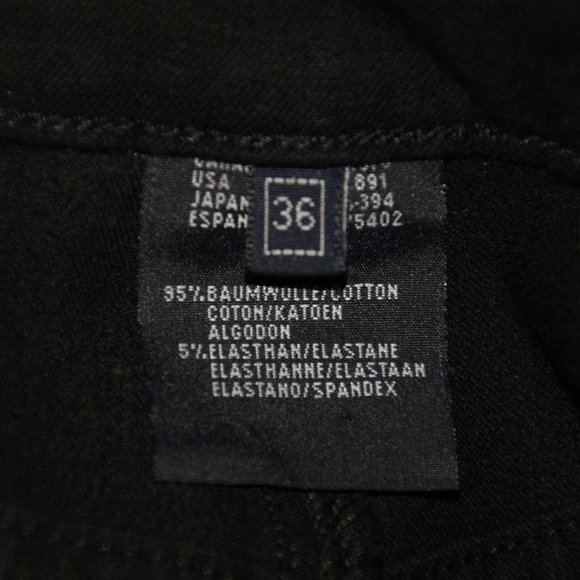 USA 891
JAPAN -394
ESPAN 5402
36
95% BAUMWOLLE/COTTON
COTON/KATOEN
ALGODON
5% ELASTHAN/ELASTANE
ELASTHANNE/ELASTAAN
ELASTANO/SPANDEX